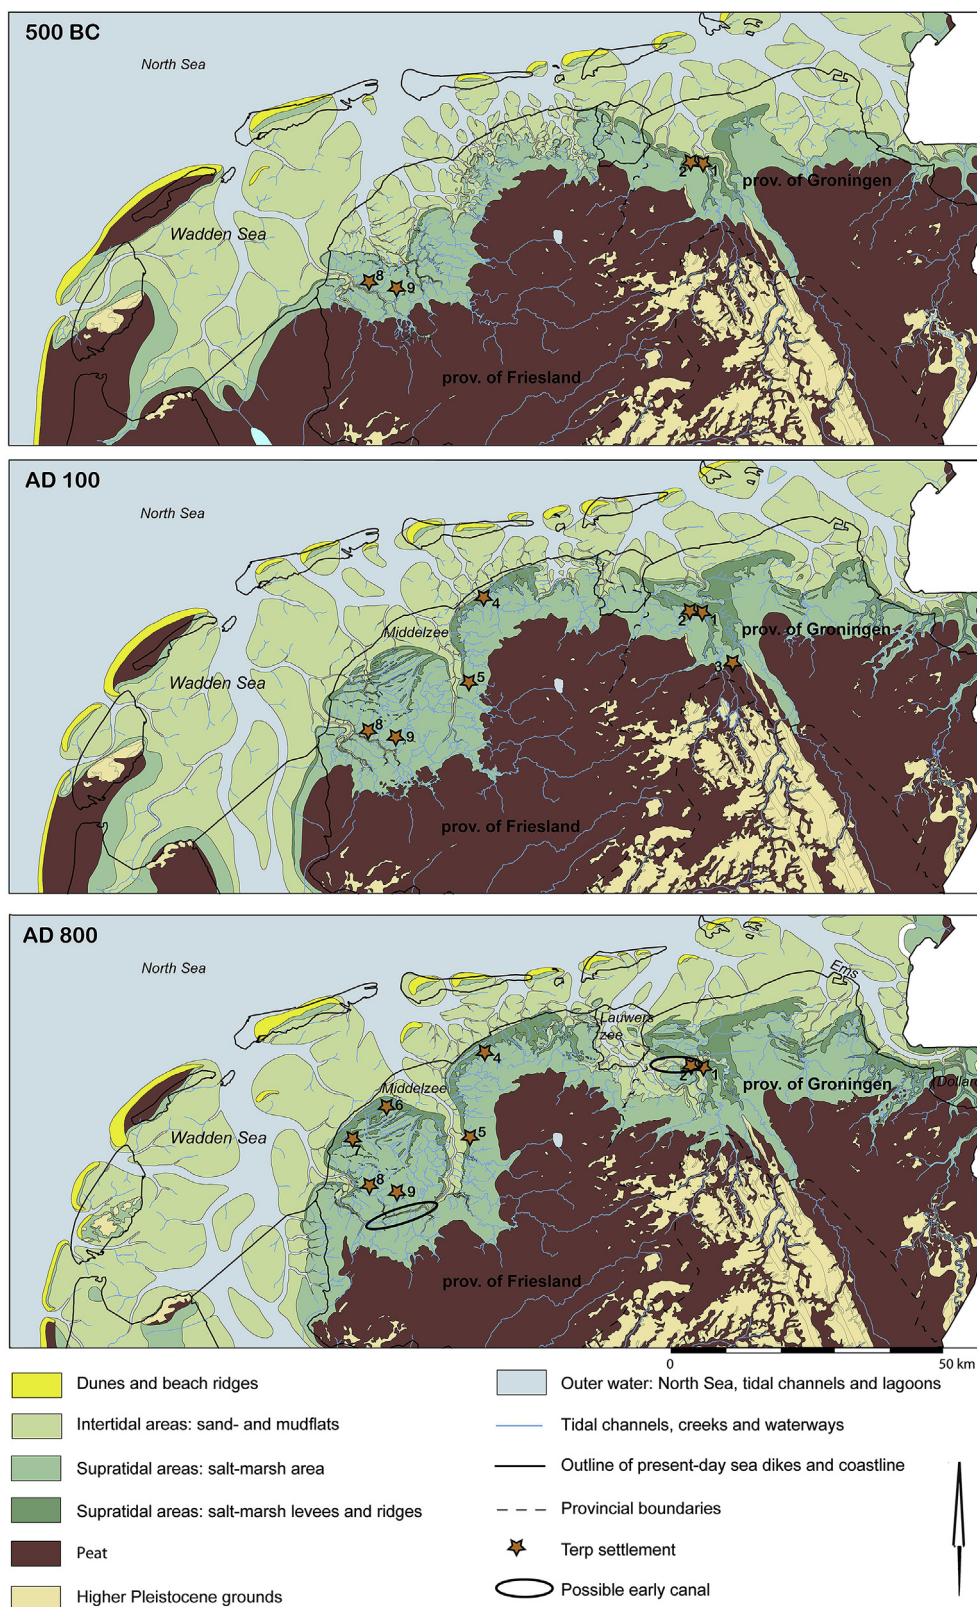 500 BC
North Sea
Wadden Sea
2
1
prov. of Groningen
8
9
prov. of Friesland
AD 100
North Sea
4
Middelzee
2
1
prov. of Groningen
3
Wadden Sea
5
8
9
prov. of Friesland
AD 800
North Sea
Ems
Lauwers
zee
4
2
1
prov. of Groningen
(Dollard
Middelzee
6
Wadden Sea
7
5
8
9
prov. of Friesland
0
50 km
Dunes and beach ridges
Intertidal areas: sand- and mudflats
Supratidal areas: salt-marsh area
Supratidal areas: salt-marsh levees and ridges
Peat
Higher Pleistocene grounds
Outer water: North Sea, tidal channels and lagoons
Tidal channels, creeks and waterways
Outline of present-day sea dikes and coastline
Provincial boundaries
Terp settlement
Possible early canal